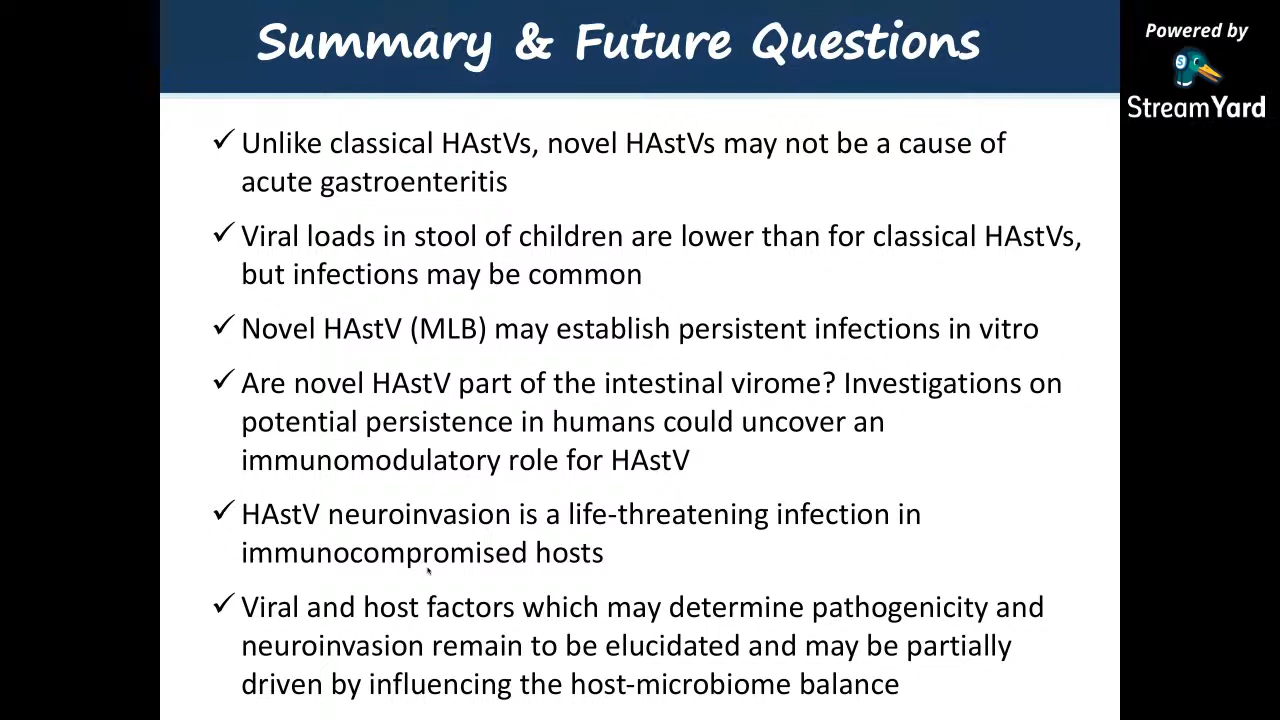 Summary & Future Questions
Powered by
StreamYard
✓ Unlike classical HAstVs, novel HAstVs may not be a cause of
acute gastroenteritis
✓ Viral loads in stool of children are lower than for classical HAstVs,
but infections may be common
✓ Novel HAstV (MLB) may establish persistent infections in vitro
✓ Are novel HAstV part of the intestinal virome? Investigations on
potential persistence in humans could uncover an
immunomodulatory role for HAstV
✓ HAstV neuroinvasion is a life-threatening infection in
immunocompromised hosts
✓ Viral and host factors which may determine pathogenicity and
neuroinvasion remain to be elucidated and may be partially
driven by influencing the host-microbiome balance